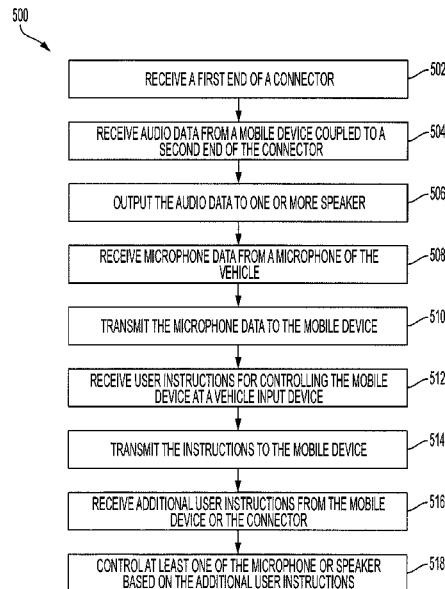 500
RECEIVE A FIRST END OF A CONNECTOR
502
RECEIVE AUDIO DATA FROM A MOBILE DEVICE COUPLED TO A
SECOND END OF THE CONNECTOR
504
OUTPUT THE AUDIO DATA TO ONE OR MORE SPEAKER
506
RECEIVE MICROPHONE DATA FROM A MICROPHONE OF THE
VEHICLE
508
TRANSMIT THE MICROPHONE DATA TO THE MOBILE DEVICE
510
RECEIVE USER INSTRUCTIONS FOR CONTROLLING THE MOBILE
DEVICE AT A VEHICLE INPUT DEVICE
512
TRANSMIT THE INSTRUCTIONS TO THE MOBILE DEVICE
514
RECEIVE ADDITIONAL USER INSTRUCTIONS FROM THE MOBILE
DEVICE OR THE CONNECTOR
516
CONTROL AT LEAST ONE OF THE MICROPHONE OR SPEAKER
BASED ON THE ADDITIONAL USER INSTRUCTIONS
518